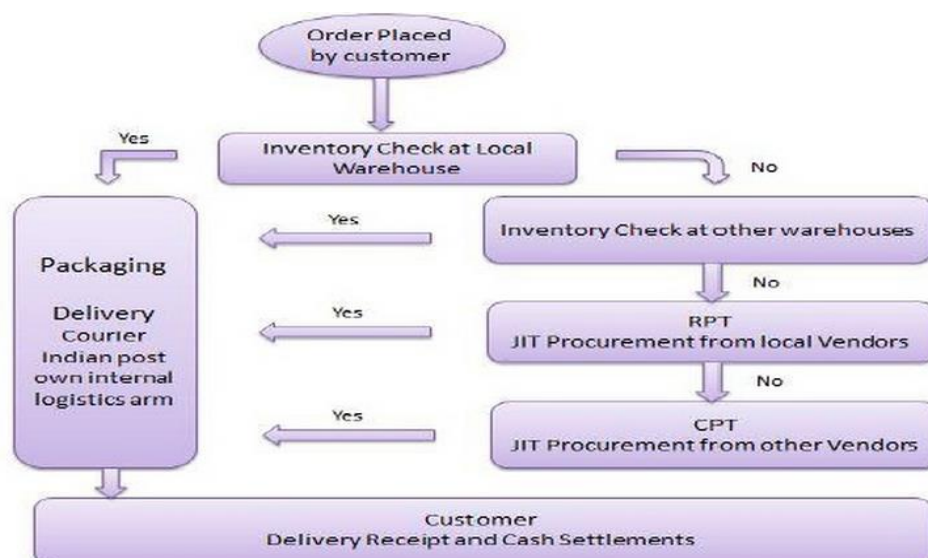 Order Placed
by customer
Yes
Inventory Check at Local
Warehouse
No
Yes
Inventory Check at other warehouses
Packaging
Delivery
Courier
Indian post
own internal
logistics arm
No
Yes
RPT
JIT Procurement from local Vendors
No
Yes
CPT
JIT Procurement from other Vendors
Customer
Delivery Receipt and Cash Settlements